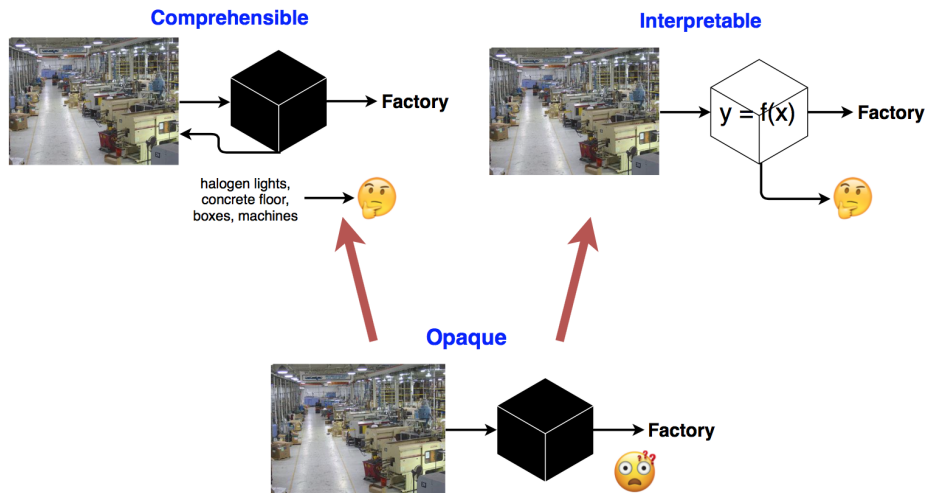 Comprehensible
Interpretable
Factory
y = f(x)
Factory
halogen lights,
concrete floor,
boxes, machines
Opaque
Factory
???